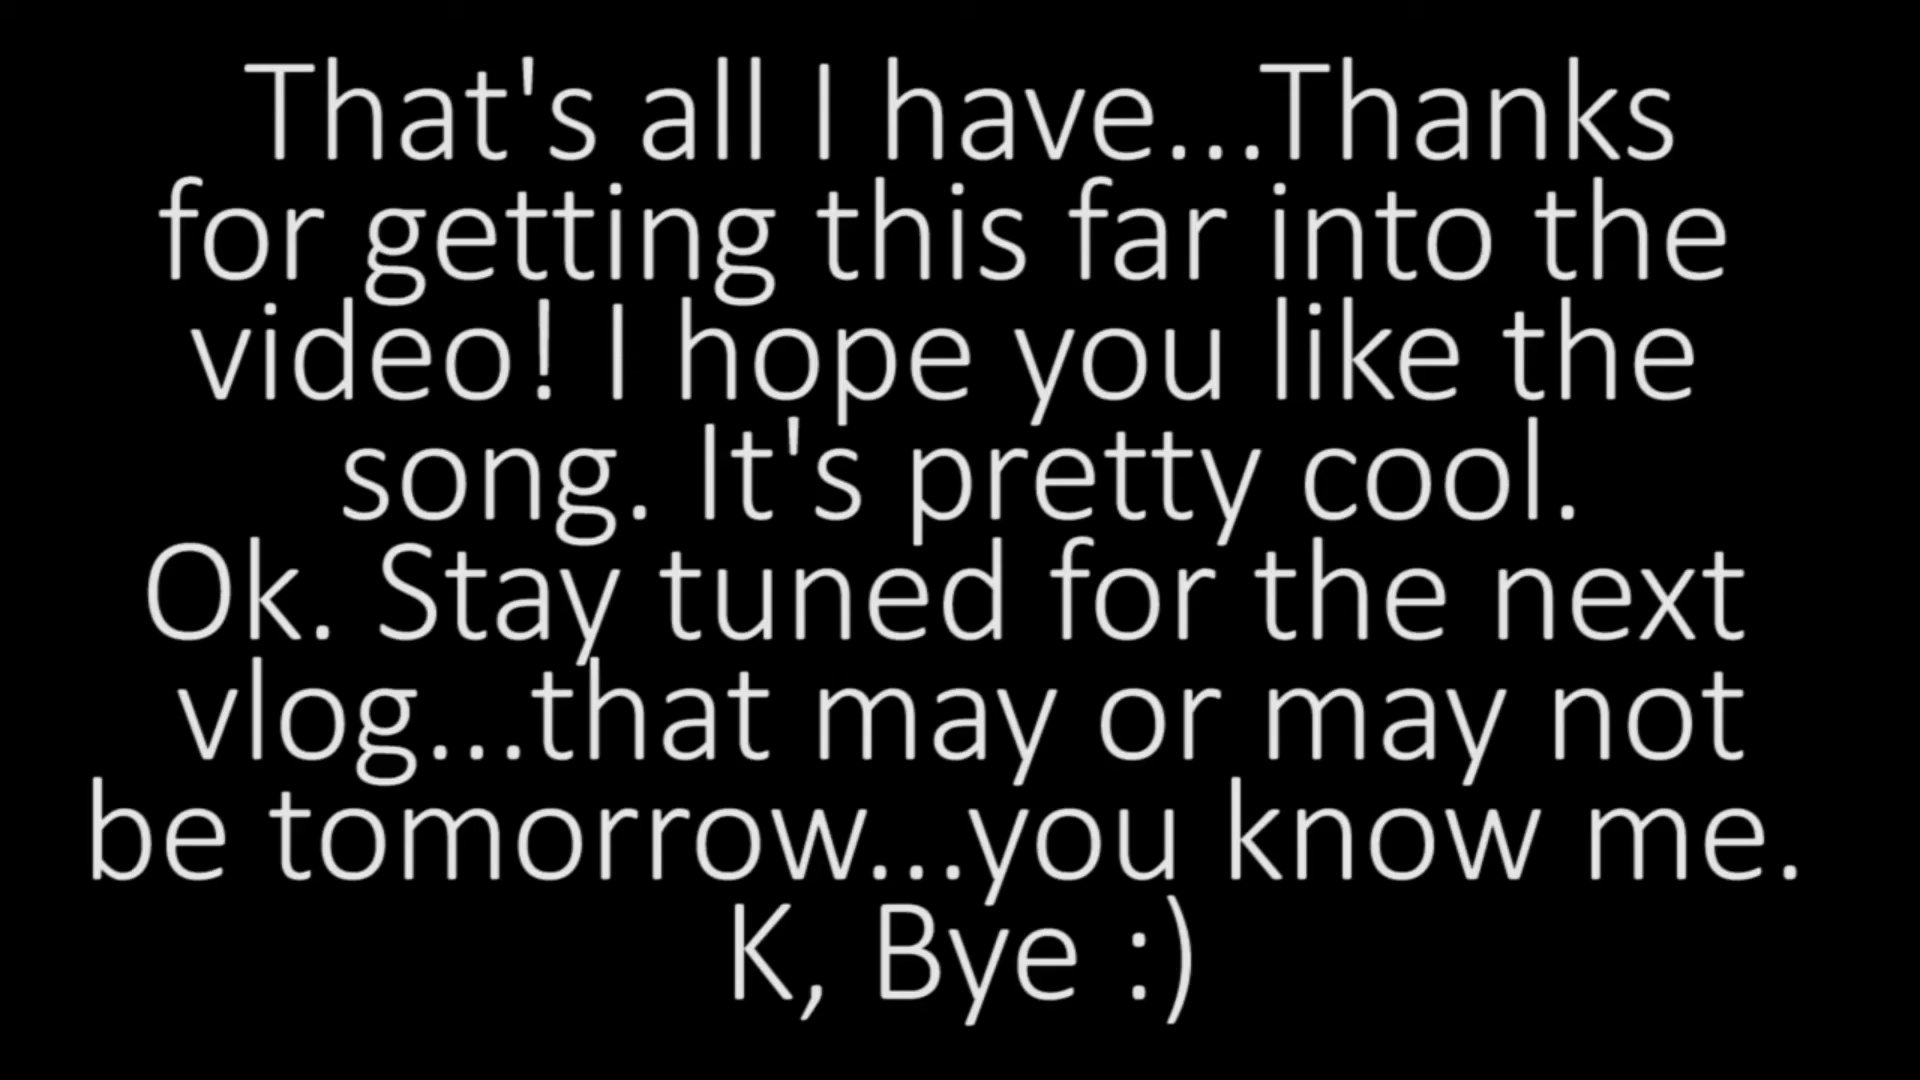 That's all I have...Thanks
for getting this far into the
video! I hope you like the
song. It's pretty cool.
Ok. Stay tuned for the next
vlog...that may or may not
be tomorrow...you know me.
K, Bye :)